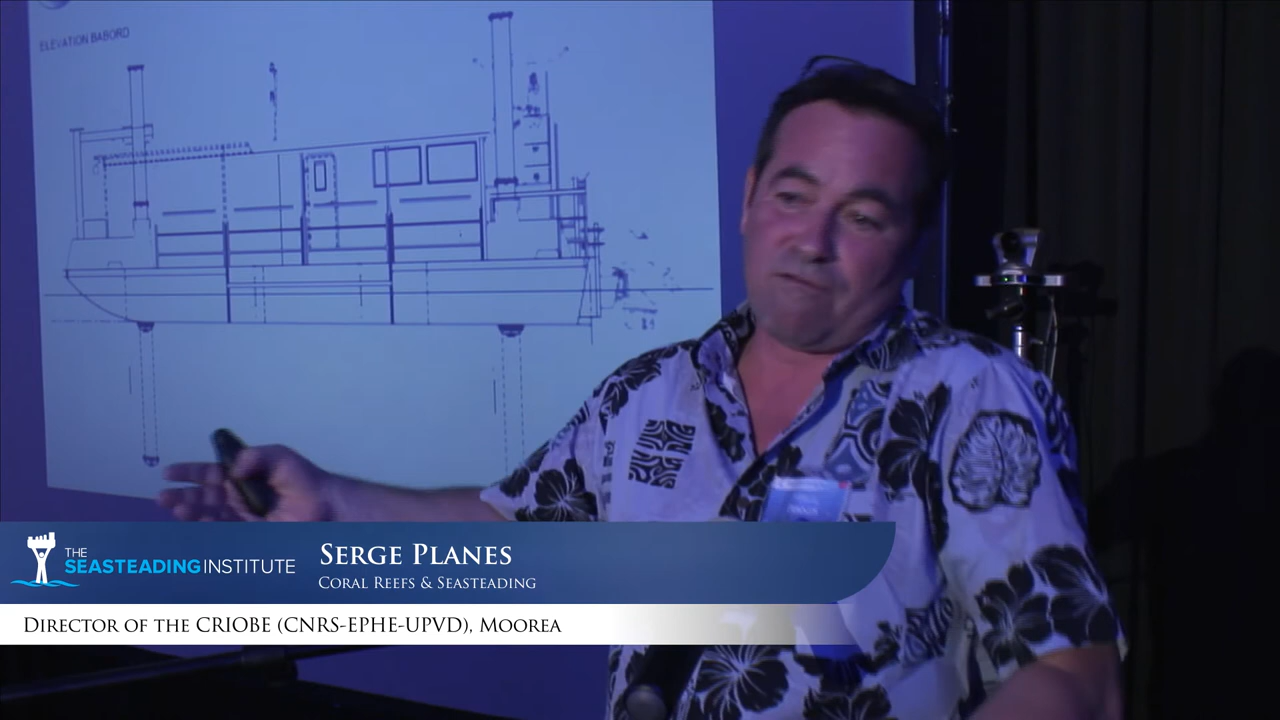 ELEVATION BABORD
THE
SEASTEADING INSTITUTE
SERGE PLANES
CORAL REEFS & SEASTEADING
DIRECTOR OF THE CRIOBE (CNRS-EPHE-UPVD), MOOREA